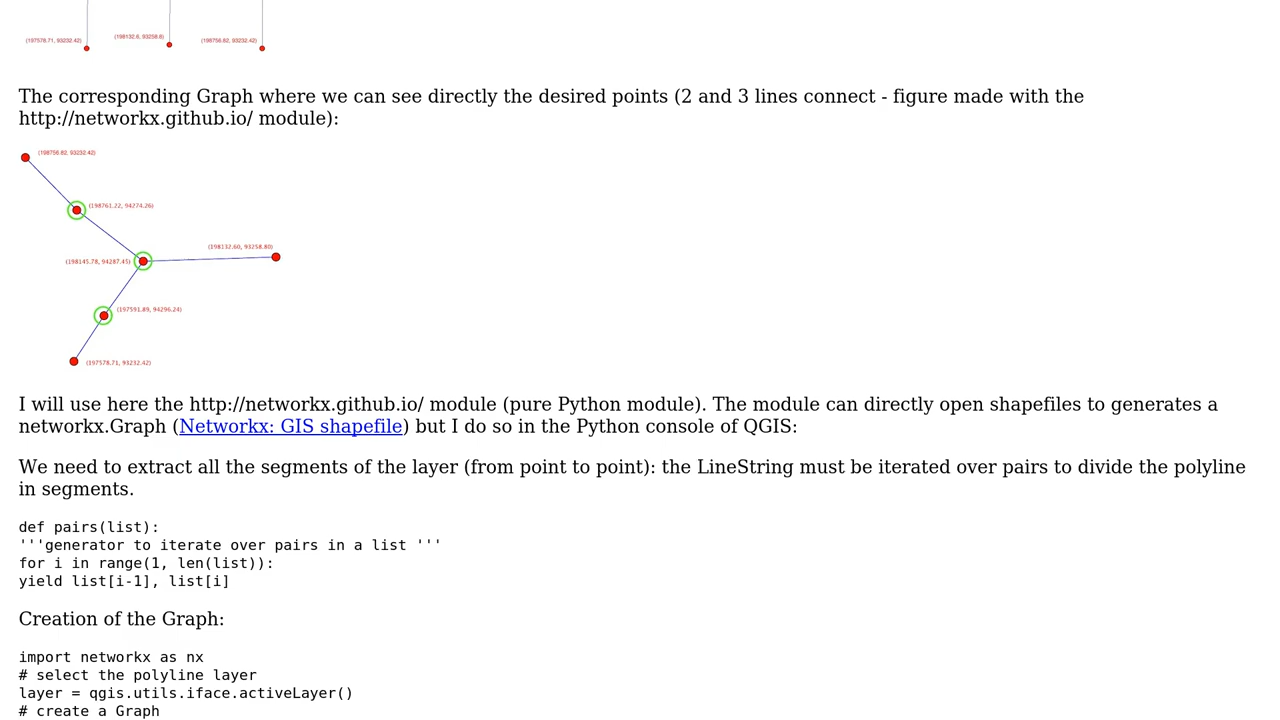 (197578.71, 93232.42)
(198132.6, 93258.8)
(198756.82, 93232.42)
The corresponding Graph where we can see directly the desired points (2 and 3 lines connect - figure made with the
http://networkx.github.io/ module):
(198756.82, 93232.42)
(198761.22, 94274.26)
(198132.60, 93258.80)
(198145.78, 94287.45)
(197591.89, 94296.24)
(197578.71, 93232.42)
I will use here the http://networkx.github.io/ module (pure Python module). The module can directly open shapefiles to generates a
networkx.Graph (Networkx: GIS shapefile) but I do so in the Python console of QGIS:
We need to extract all the segments of the layer (from point to point): the LineString must be iterated over pairs to divide the polyline
in segments.
def pairs(list):
'''generator to iterate over pairs in a list '''
for i in range(1, len(list)):
yield list[i-1], list[i]
Creation of the Graph:
import networkx as nx
# select the polyline layer
layer = qgis.utils.iface.activeLayer()
# create a Graph